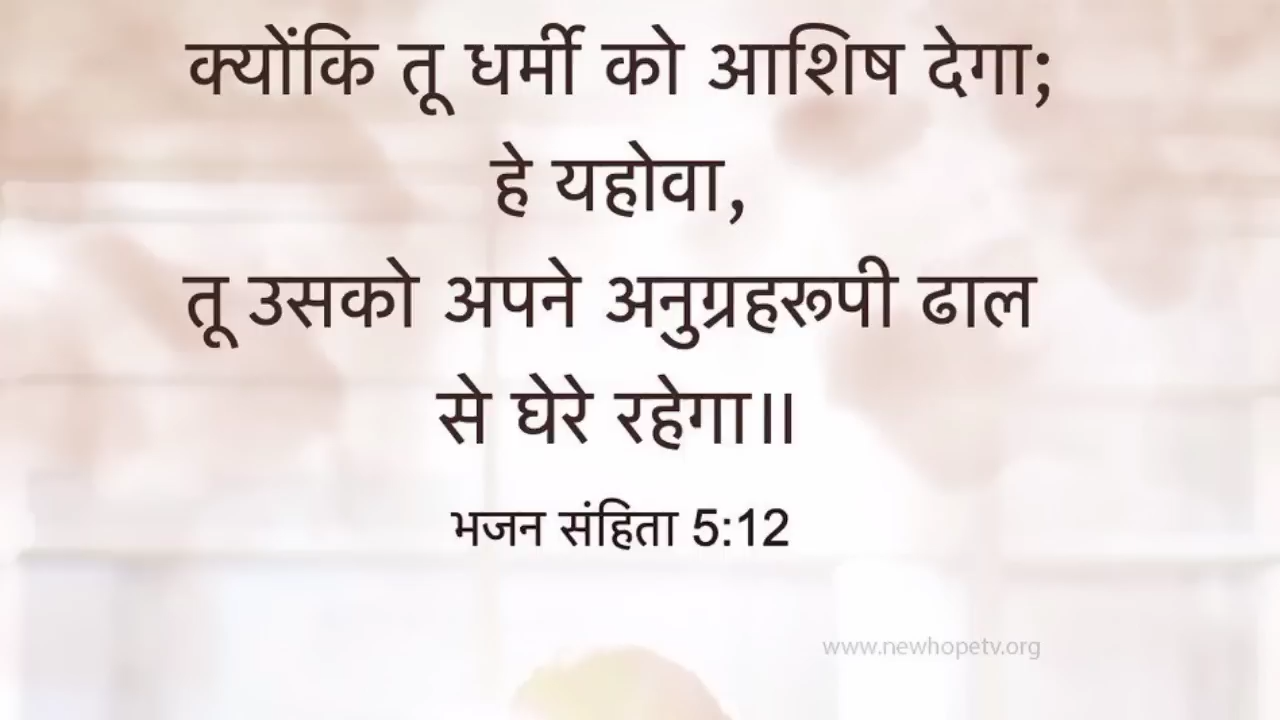 क्योंकि तू धर्मी को आशिष देगा;
हे यहोवा,
तू उसको अपने अनुग्रहरूपी ढाल
से घेरे रहेगा॥
भजन संहिता 5:12
www.newhopetv.org